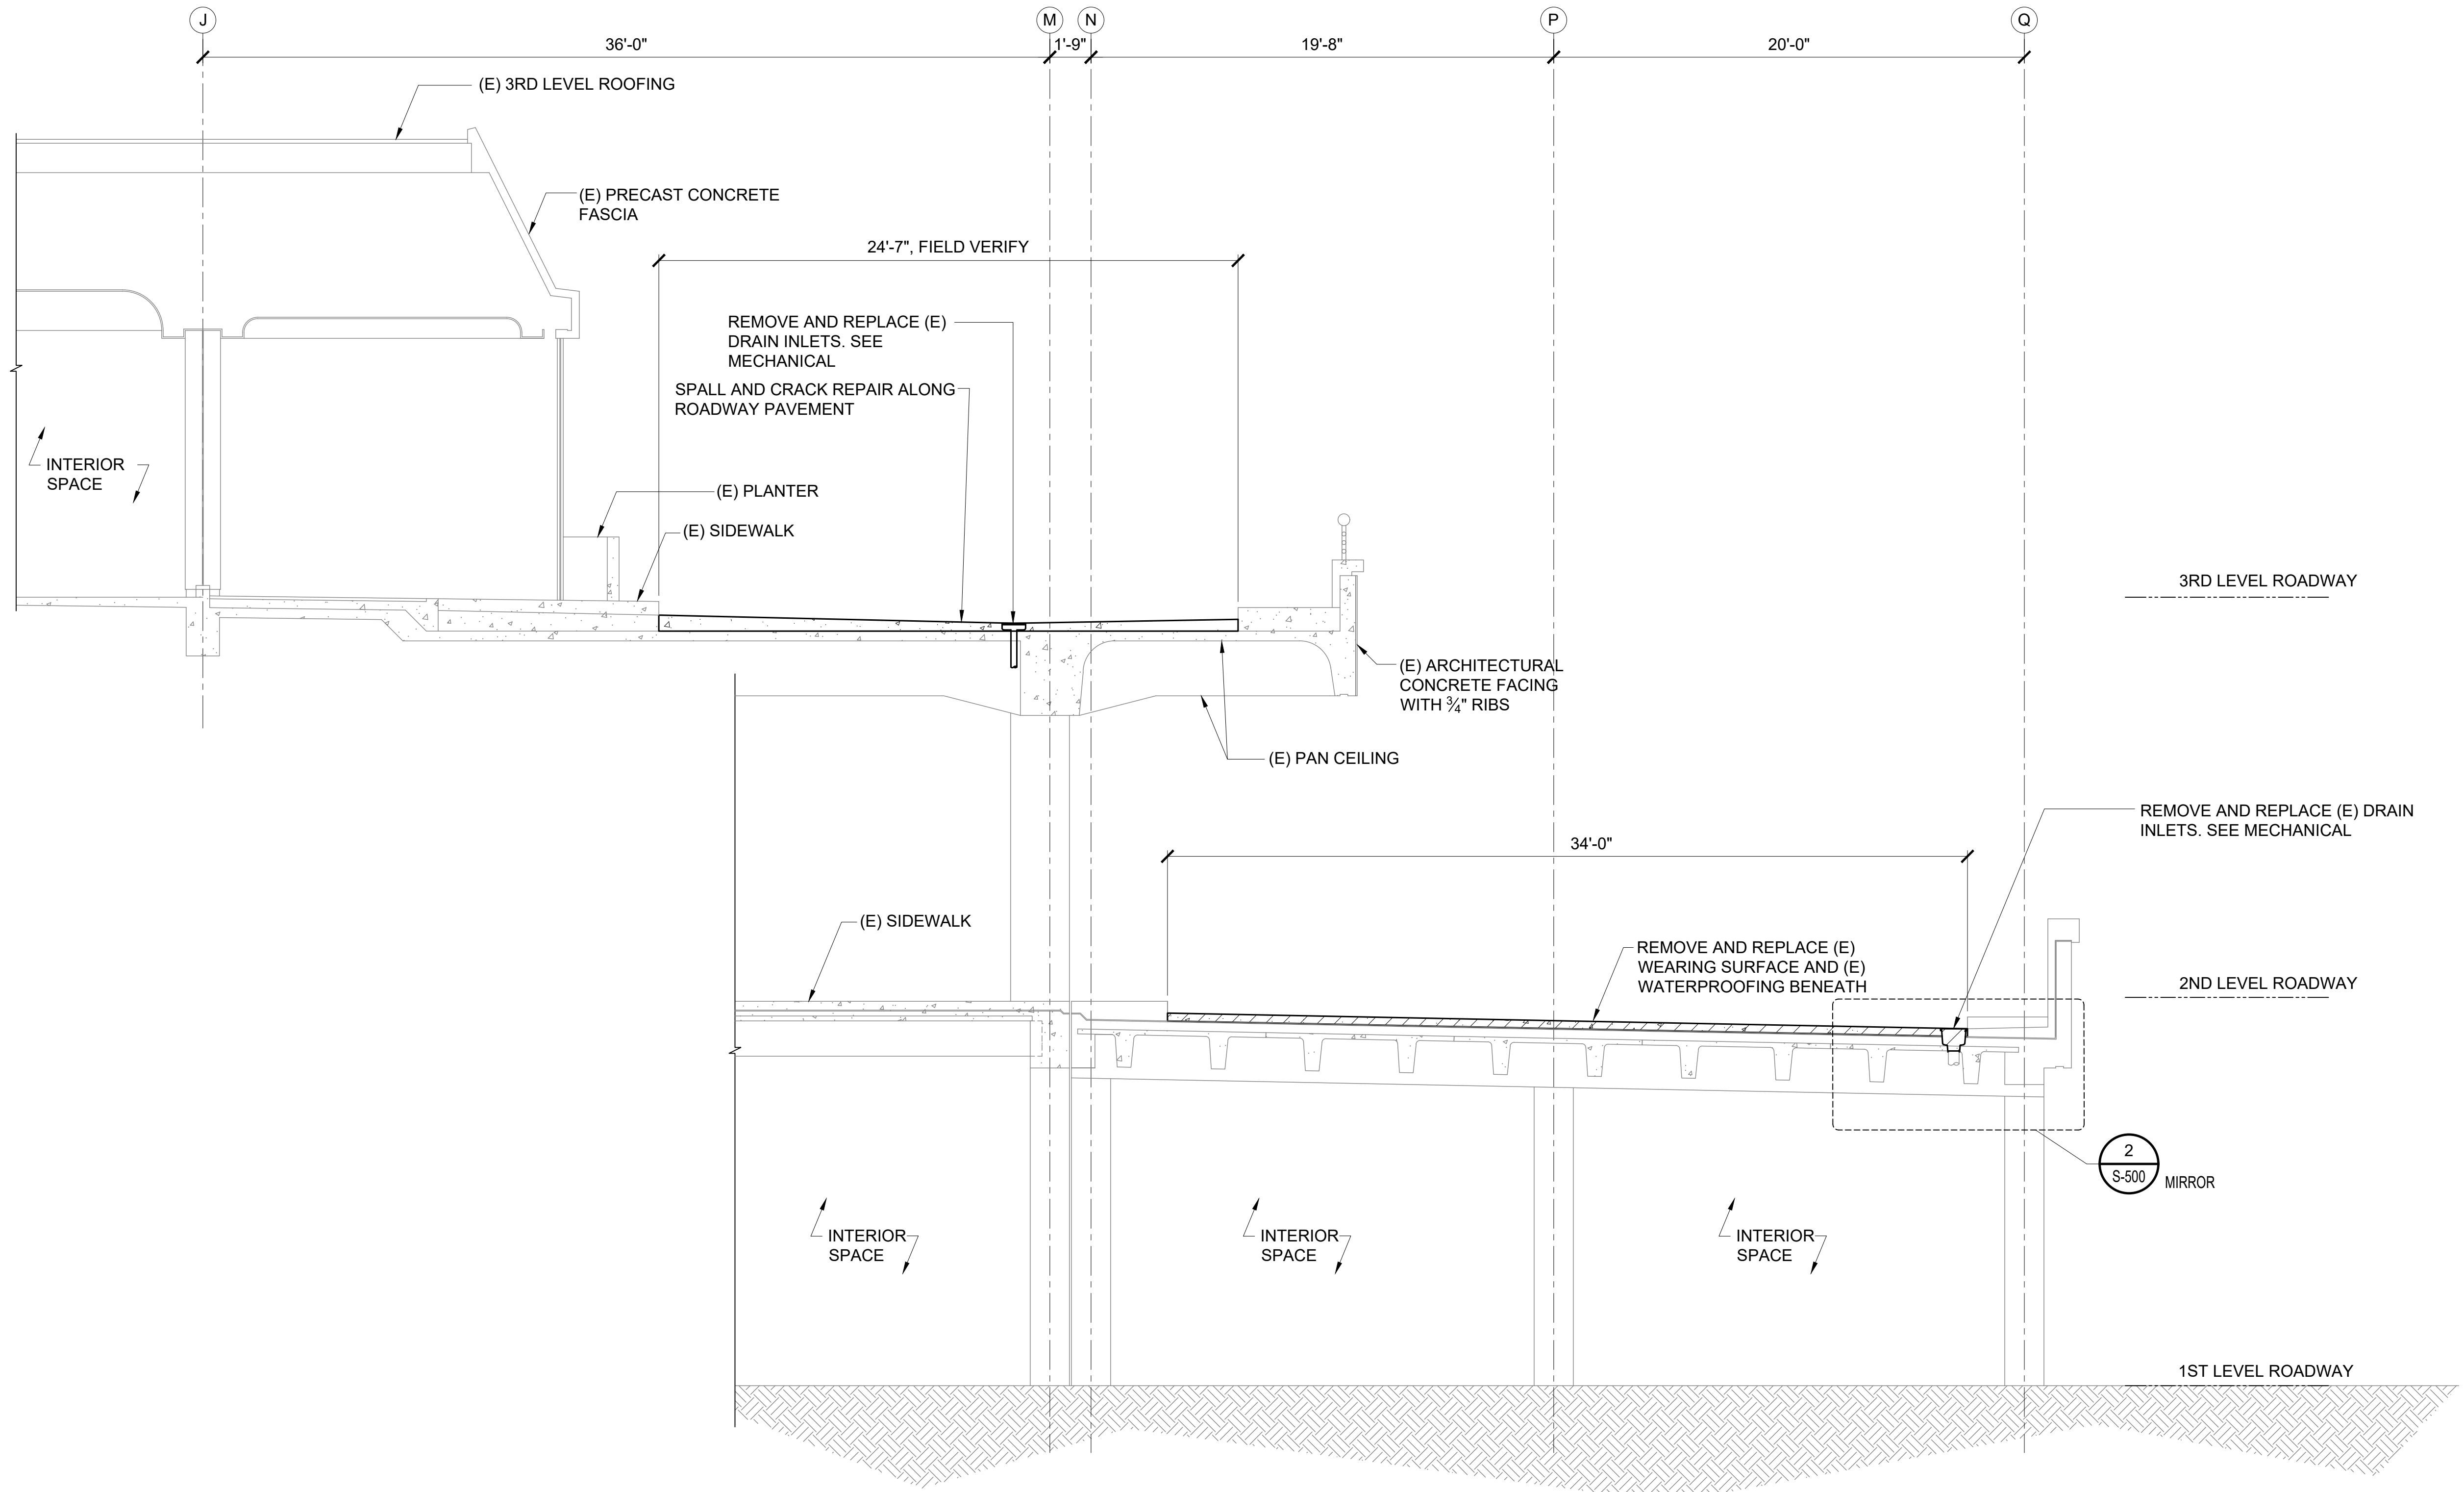 J
M
N
P
Q
36'-0"
1'-9"
19'-8"
20'-0"
(E) 3RD LEVEL ROOFING
(E) PRECAST CONCRETE
FASCIA
24'-7", FIELD VERIFY
REMOVE AND REPLACE (E)
DRAIN INLETS. SEE
MECHANICAL
SPALL AND CRACK REPAIR ALONG
ROADWAY PAVEMENT
INTERIOR
SPACE
(E) PLANTER
(E) SIDEWALK
3RD LEVEL ROADWAY
(E) ARCHITECTURAL
CONCRETE FACING
WITH ¾" RIBS
(E) PAN CEILING
REMOVE AND REPLACE (E) DRAIN
INLETS. SEE MECHANICAL
34'-0"
(E) SIDEWALK
REMOVE AND REPLACE (E)
WEARING SURFACE AND (E)
WATERPROOFING BENEATH
2ND LEVEL ROADWAY
2
S-500
MIRROR
INTERIOR
SPACE
INTERIOR
SPACE
INTERIOR
SPACE
1ST LEVEL ROADWAY